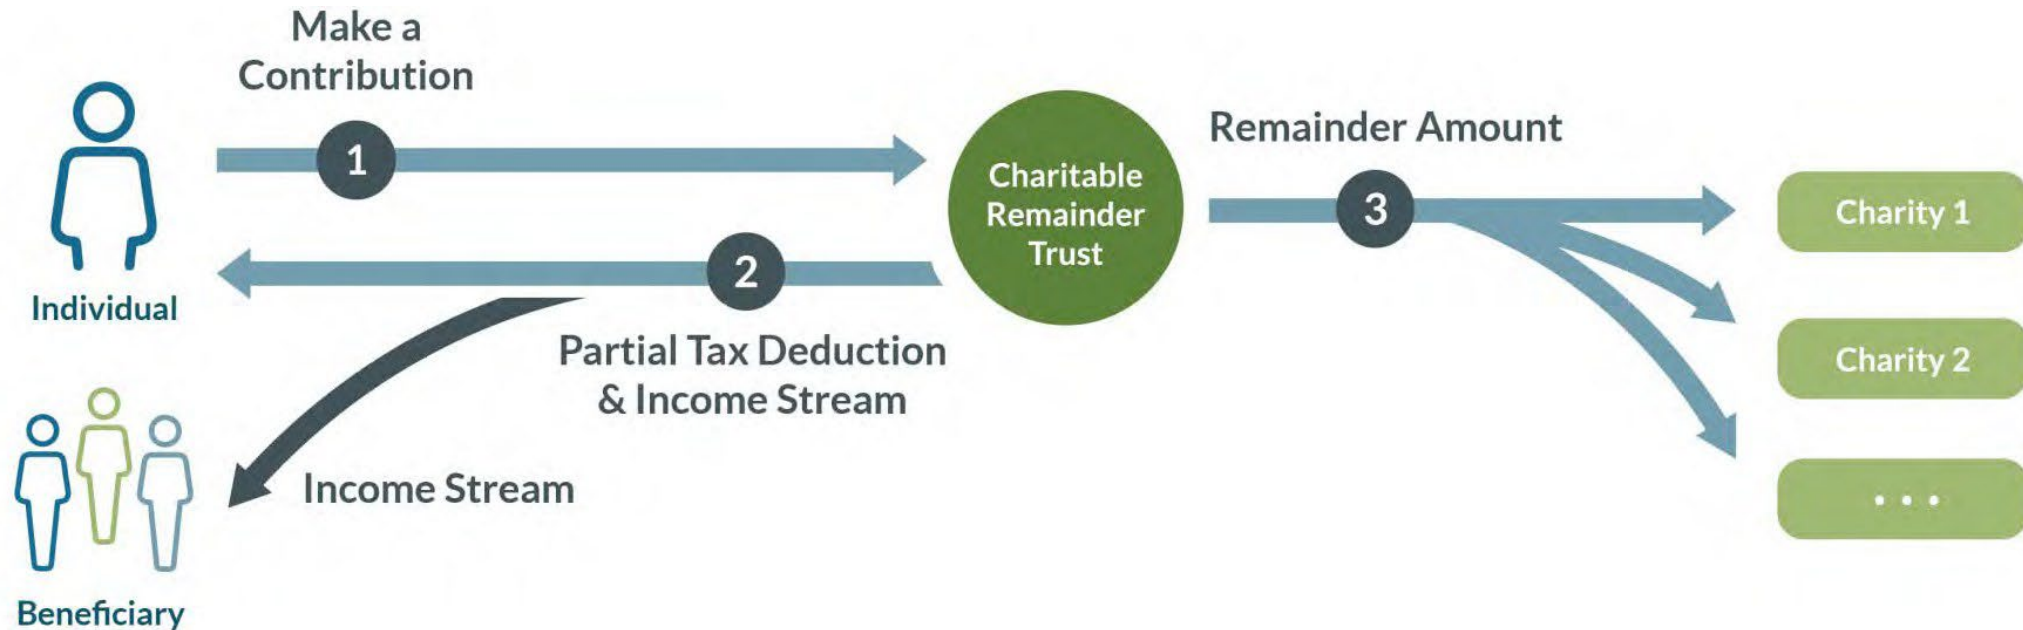 Make a
Contribution
1
Individual
2
Partial Tax Deduction
& Income Stream
Income Stream
Beneficiary
Charitable
Remainder
Trust
Remainder Amount
3
Charity 1
Charity 2
...